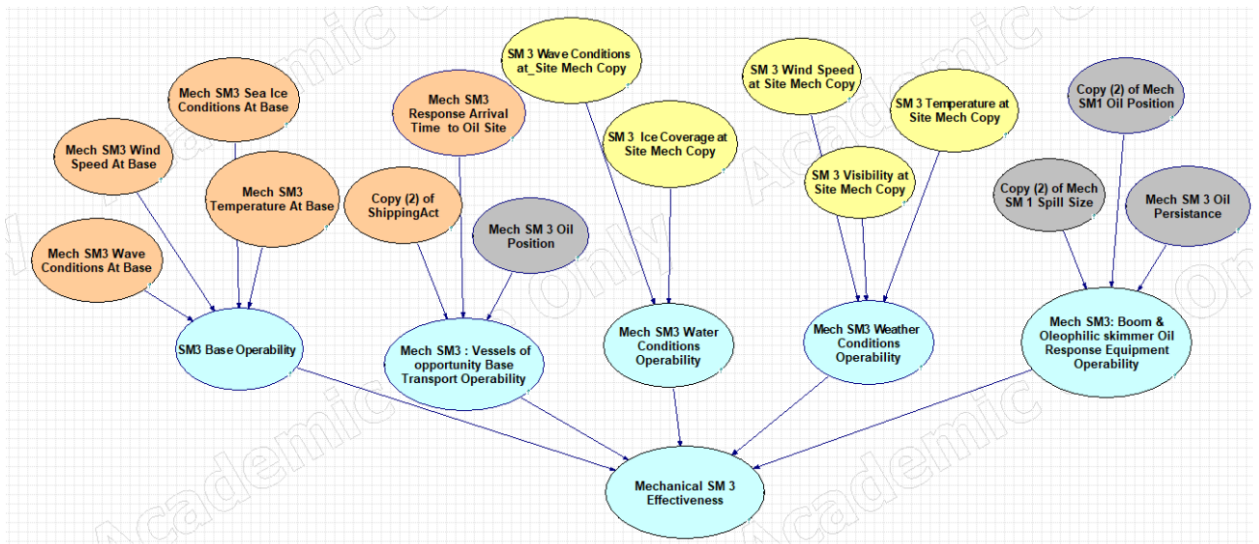 SM 3 Wave Conditions
at_Site Mech Copy
Mech SM3 Sea Ice
Conditions At Base
SM 3 Wind Speed
at Site Mech Copy
Copy (2) of Mech
SM1 Oil Position
Mech SM3
Response Arrival
Time to Oil Site
SM 3 Temperature at
Site Mech Copy
Mech SM3 Wind
Speed At Base
SM 3 Ice Coverage at
Site Mech Copy
SM 3 Visibility at
Site Mech Copy
Mech SM3
Temperature At Base
Copy (2) of
ShippingAct
Copy (2) of Mech
SM 1 Spill Size
Mech SM 3 Oil
Persistance
Mech SM 3 Oil
Position
Mech SM3 Wave
Conditions At Base
SM3 Base Operability
Mech SM3 : Vessels of
opportunity Base
Transport Operability
Mech SM3 Water
Conditions
Operability
Mech SM3 Weather
Conditions
Operability
Mech SM3: Boom &
Oleophilic skimmer Oil
Response Equipment
Operability
Mechanical SM 3
Effectiveness
Academic
Only